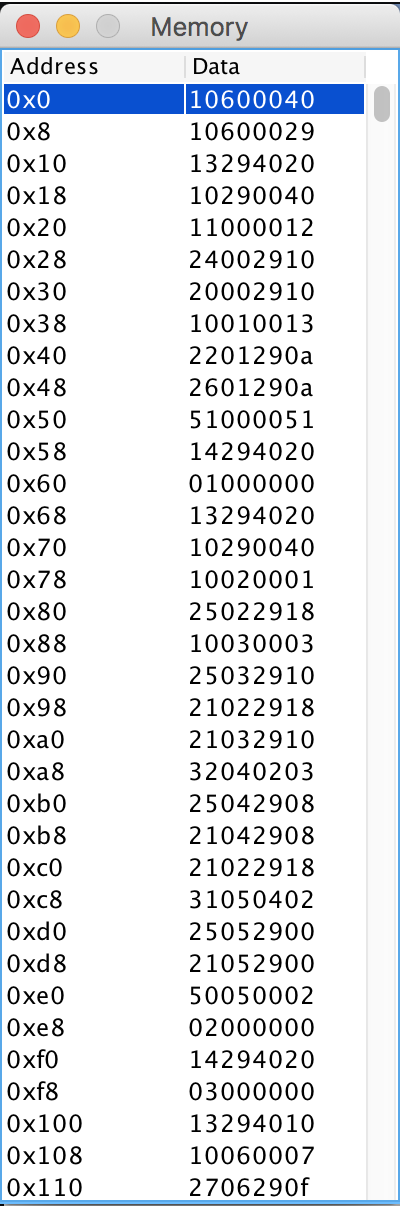 Memory
Address Data
0x0 10600040
0x8 10600029
0x10 13294020
0x18 10290040
0x20 11000012
0x28 24002910
0x30 20002910
0x38 10010013
0x40 2201290a
0x48 2601290a
0x50 51000051
0x58 14294020
0x60 01000000
0x68 13294020
0x70 10290040
0x78 10020001
0x80 25022918
0x88 10030003
0x90 25032910
0x98 21022918
0xa0 21032910
0xa8 32040203
0xb0 25042908
0xb8 21042908
0xc0 21022918
0xc8 31050402
0xd0 25052900
0xd8 21052900
0xe0 50050002
0xe8 02000000
0xf0 14294020
0xf8 03000000
0x100 13294010
0x108 10060007
0x110 2706290f